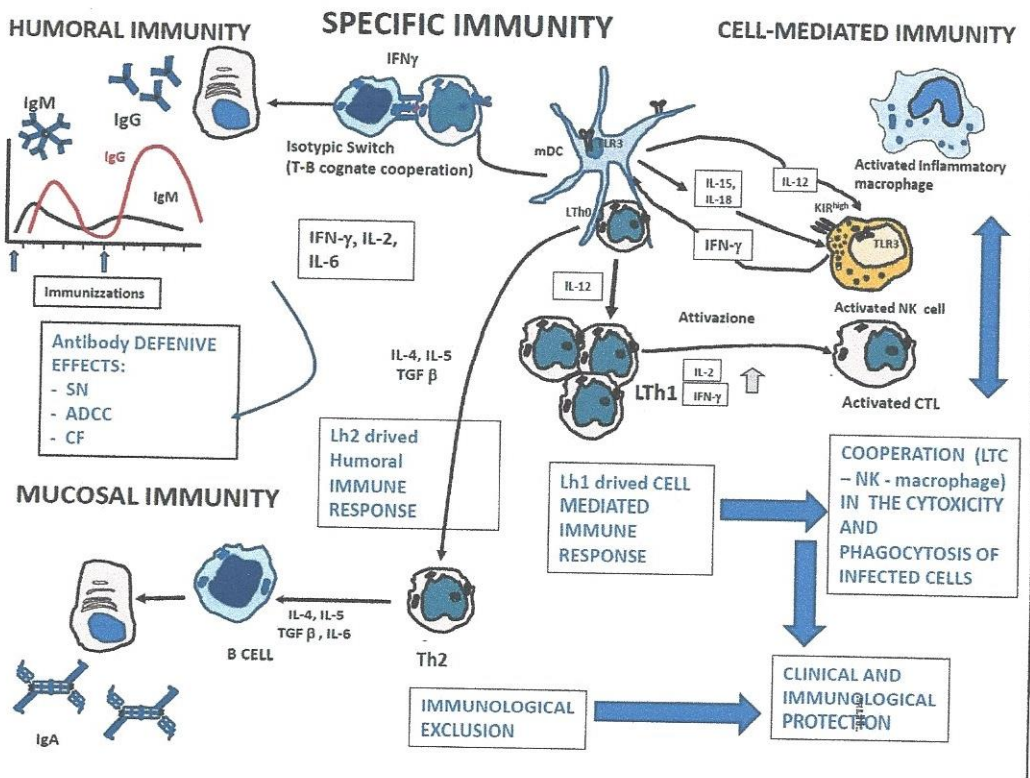 SPECIFIC IMMUNITY
HUMORAL IMMUNITY
CELL-MEDIATED IMMUNITY
IFNγ
IgM
IgG
IgG
IgM
Isotypic Switch
(T-B cognate cooperation)
mDC
TLR3
LTh0
IL-15,
IL-18
IL-12
IFN-γ
Activated Inflammatory
macrophage
KIRhigh
TLR3
Activated NK cell
Immunizzations
IFN-γ, IL-2,
IL-6
IL-12
Attivazione
LTh1
IL-2
IFN-γ
Activated CTL
Antibody DEFENIVE
EFFECTS:
- SN
- ADCC
- CF
IL-4, IL-5
TGF β
Lh2 drived
Humoral
IMMUNE
RESPONSE
Lh1 drived CELL
MEDIATED
IMMUNE
RESPONSE
COOPERATION (LTC
– NK - macrophage)
IN THE CYTOXICITY
AND
PHAGOCYTOSIS OF
INFECTED CELLS
MUCOSAL IMMUNITY
IL-4, IL-5
TGF β , IL-6
B CELL
Th2
IgA
IMMUNOLOGICAL
EXCLUSION
CLINICAL AND
IMMUNOLOGICAL
PROTECTION